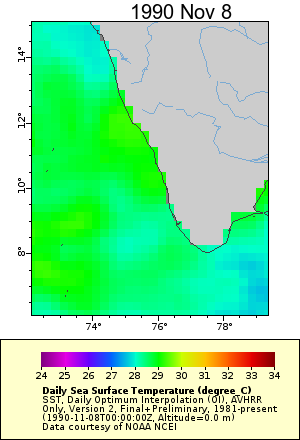 1990 Nov 8
14°
12°
10°
8°
74°
76°
78°
24 25 26 27 28 29 30 31 32 33 34
Daily Sea Surface Temperature (degree_C)
SST, Daily Optimum Interpolation (OI), AVHRR
Only, Version 2, Final+Preliminary, 1981-present
(1990-11-08T00:00:00Z, Altitude=0.0 m)
Data courtesy of NOAA NCEI